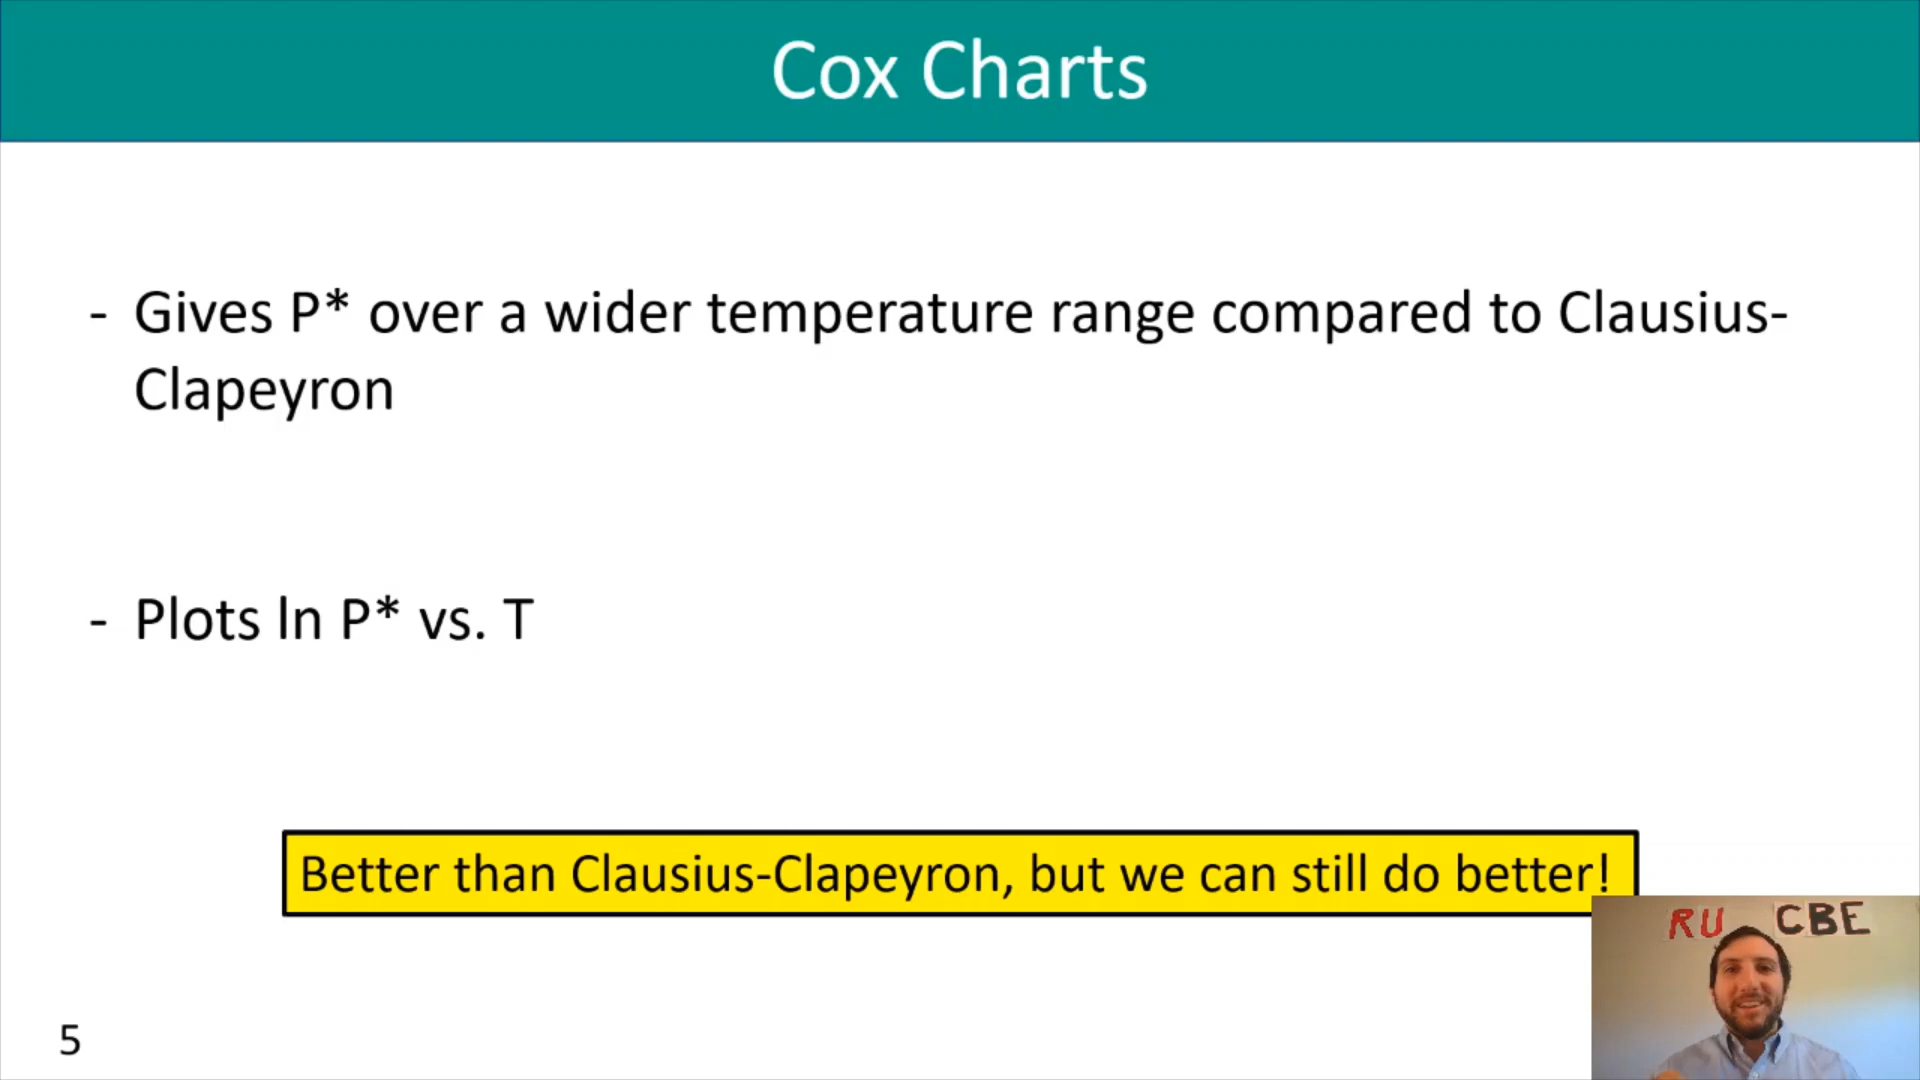 Cox Charts
- Gives P* over a wider temperature range compared to Clausius-
Clapeyron
- Plots ln P* vs. T
Better than Clausius-Clapeyron, but we can still do better!
RU CBE
5